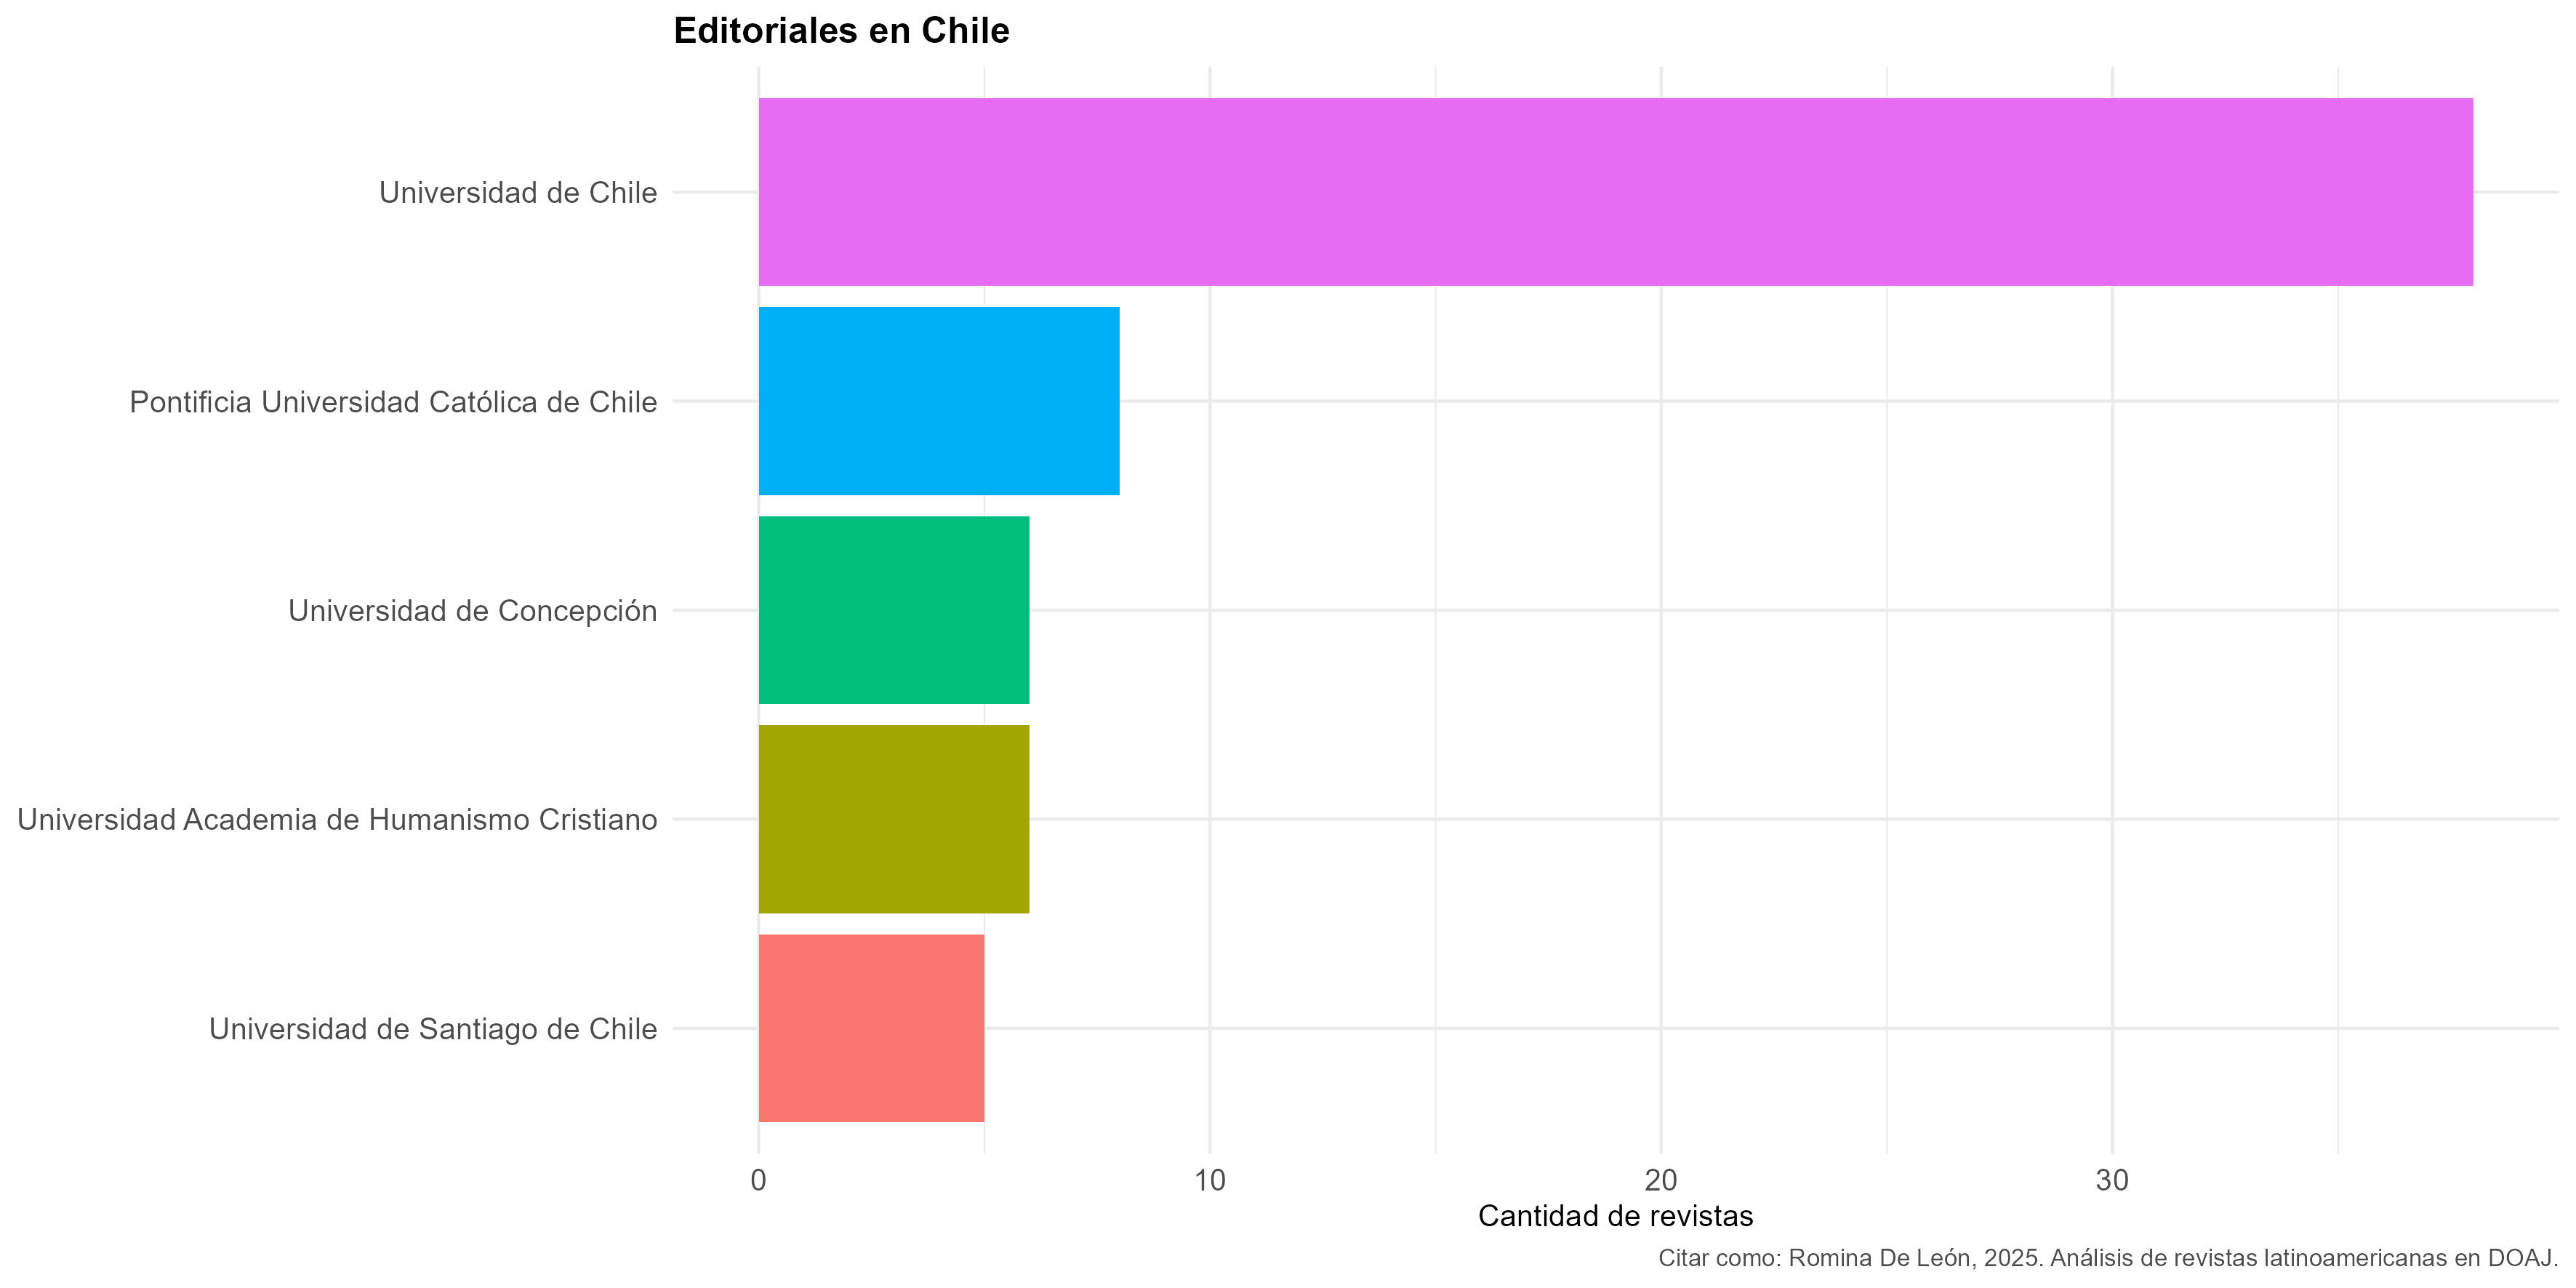 Editoriales en Chile
Universidad de Chile
Pontificia Universidad Católica de Chile
Universidad de Concepción
Universidad Academia de Humanismo Cristiano
Universidad de Santiago de Chile
0 10 20 30
Cantidad de revistas
Citar como: Romina De León, 2025. Análisis de revistas latinoamericanas en DOAJ.